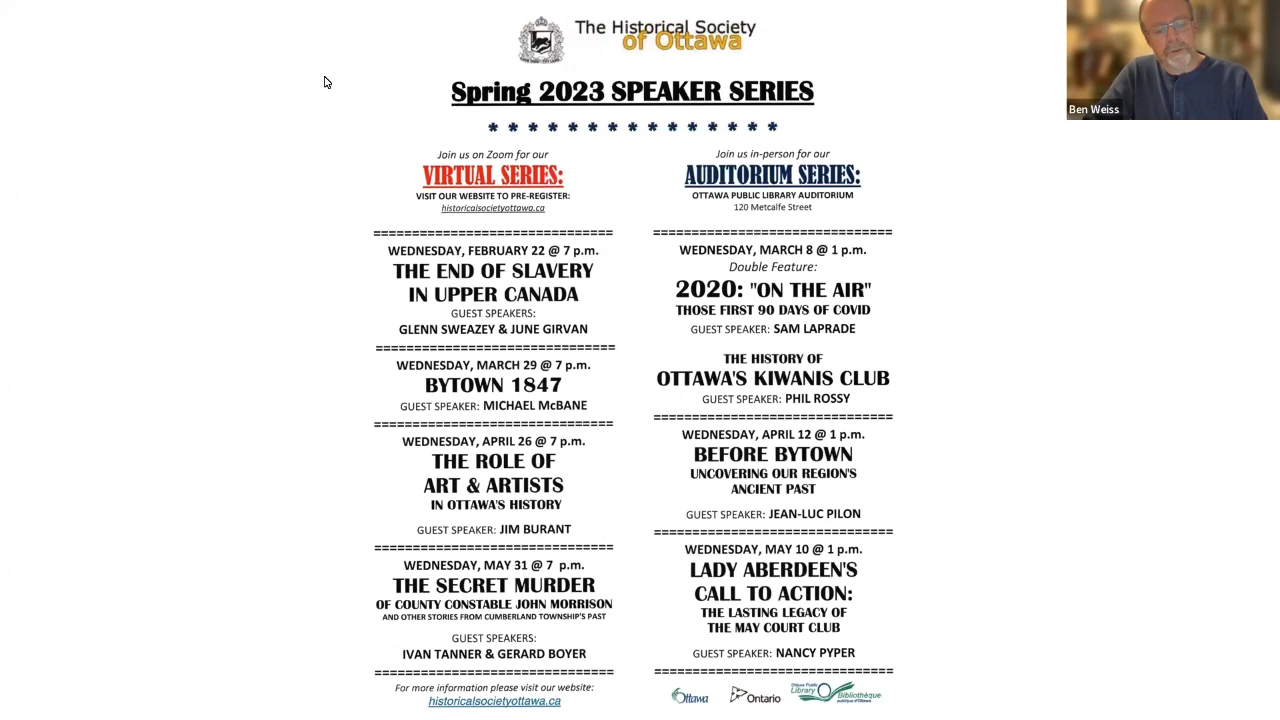 The Historical Society
of Ottawa
Spring 2023 SPEAKER SERIES
* * * * * * * * * * * * * * *
Join us on Zoom for our
VIRTUAL SERIES:
VISIT OUR WEBSITE TO PRE-REGISTER:
historicalsocietyottawa.ca
==============================
WEDNESDAY, FEBRUARY 22 @ 7 p.m.
THE END OF SLAVERY
IN UPPER CANADA
GUEST SPEAKERS:
GLENN SWEAZEY & JUNE GIRVAN
==============================
WEDNESDAY, MARCH 29 @ 7 p.m.
BYTOWN 1847
GUEST SPEAKER: MICHAEL McBANE
==============================
WEDNESDAY, APRIL 26 @ 7 p.m.
THE ROLE OF
ART & ARTISTS
IN OTTAWA'S HISTORY
GUEST SPEAKER: JIM BURANT
==============================
WEDNESDAY, MAY 31 @ 7 p.m.
THE SECRET MURDER
OF COUNTY CONSTABLE JOHN MORRISON
AND OTHER STORIES FROM CUMBERLAND TOWNSHIP'S PAST
GUEST SPEAKERS:
IVAN TANNER & GERARD BOYER
==============================
For more information please visit our website:
historicalsocietyottawa.ca
Join us in-person for our
AUDITORIUM SERIES:
OTTAWA PUBLIC LIBRARY AUDITORIUM
120 Metcalfe Street
==============================
WEDNESDAY, MARCH 8 @ 1 p.m.
Double Feature:
2020: "ON THE AIR"
THOSE FIRST 90 DAYS OF COVID
GUEST SPEAKER: SAM LAPRADE
THE HISTORY OF
OTTAWA'S KIWANIS CLUB
GUEST SPEAKER: PHIL ROSSY
==============================
WEDNESDAY, APRIL 12 @ 1 p.m.
BEFORE BYTOWN
UNCOVERING OUR REGION'S
ANCIENT PAST
GUEST SPEAKER: JEAN-LUC PILON
==============================
WEDNESDAY, MAY 10 @ 1 p.m.
LADY ABERDEEN'S
CALL TO ACTION:
THE LASTING LEGACY OF
THE MAY COURT CLUB
GUEST SPEAKER: NANCY PYPER
==============================
Ottawa
Ontario
Ottawa Public
Library
Bibliothèque
publique d'Ottawa
Ben Weiss